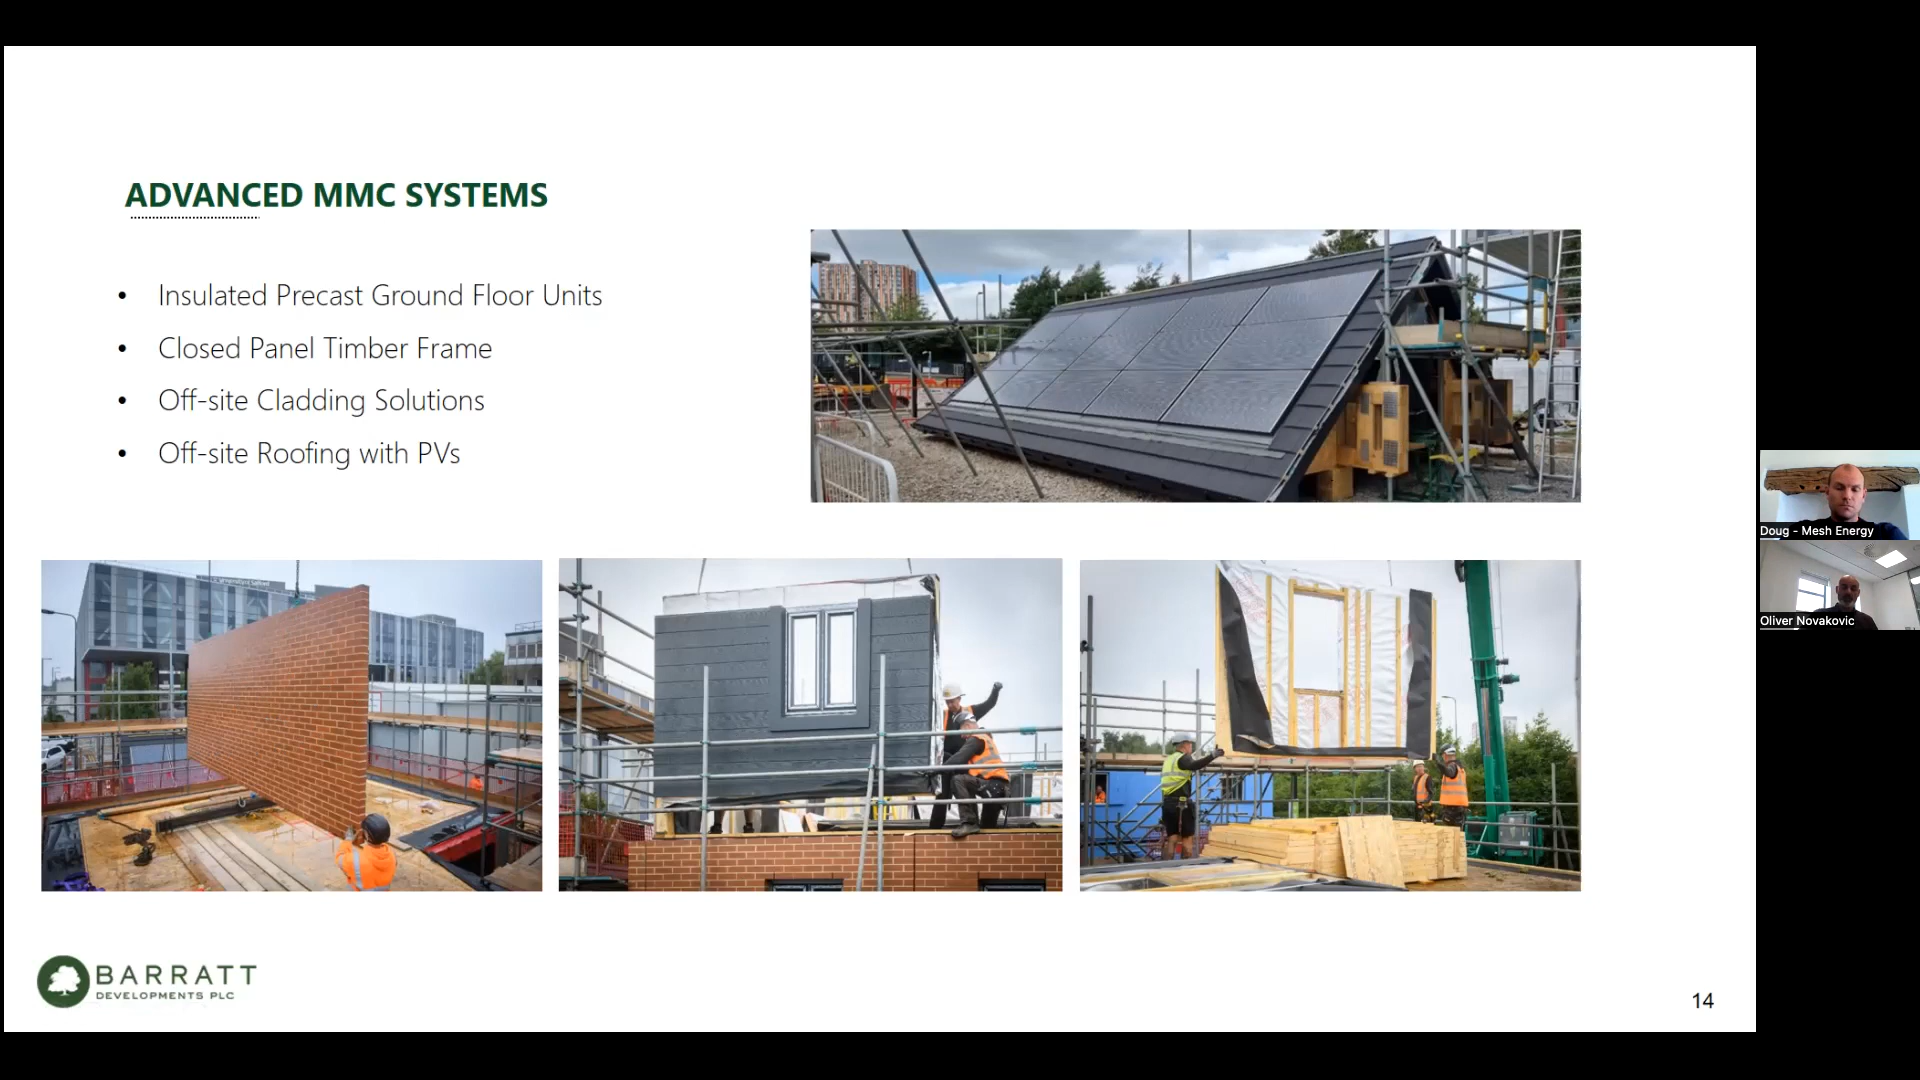 ADVANCED MMC SYSTEMS
• Insulated Precast Ground Floor Units
• Closed Panel Timber Frame
• Off-site Cladding Solutions
• Off-site Roofing with PVs
Doug - Mesh Energy
Oliver Novakovic
BARRATT
DEVELOPMENTS PLC
14